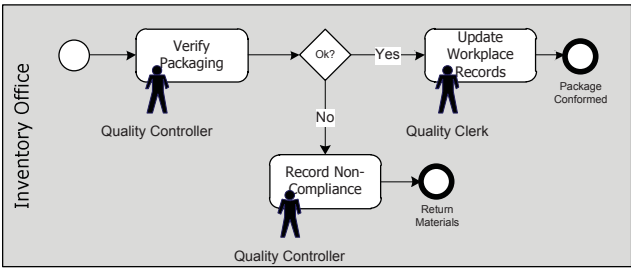 Inventory Office
Verify
Packaging
Quality Controller
Ok?
Yes
Update
Workplace
Records
Quality Clerk
Package
Conformed
No
Record Non-
Compliance
Quality Controller
Return
Materials